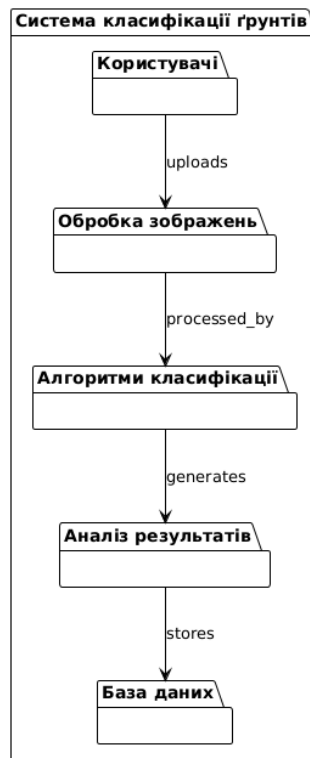 Система класифікації ґрунтів
Користувачі
uploads
Обробка зображень
processed_by
Алгоритми класифікації
generates
Аналіз результатів
stores
База даних